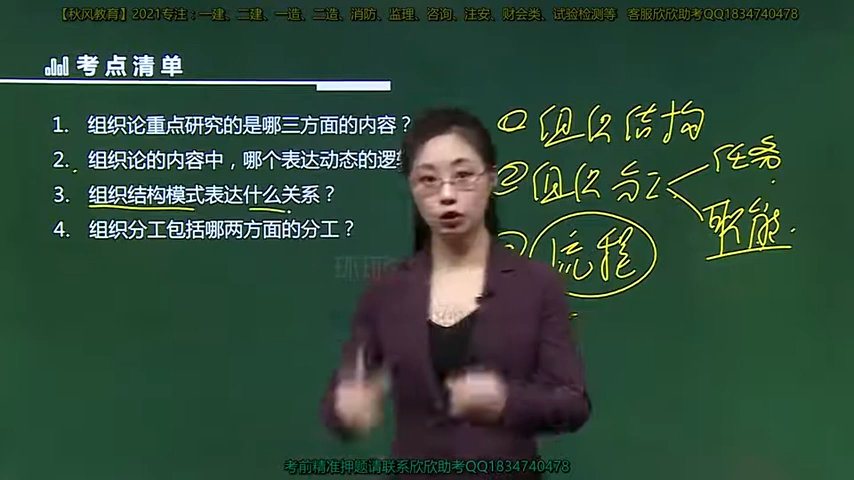 【秋风教育】2021专注：一建、二建、一造、二造、消防、监理、咨询、注安、财会类、试验检测等 客服欣欣助考QQ1834740478
考点清单
1. 组织论重点研究的是哪三方面的内容？
2. 组织论的内容中，哪个表达动态的逻
3. 组织结构模式表达什么关系？
4. 组织分工包括哪两方面的分工？
① 组织结构
② 组织分工
任务
职能
流程
环球
考前精准押题请联系欣欣助考QQ1834740478